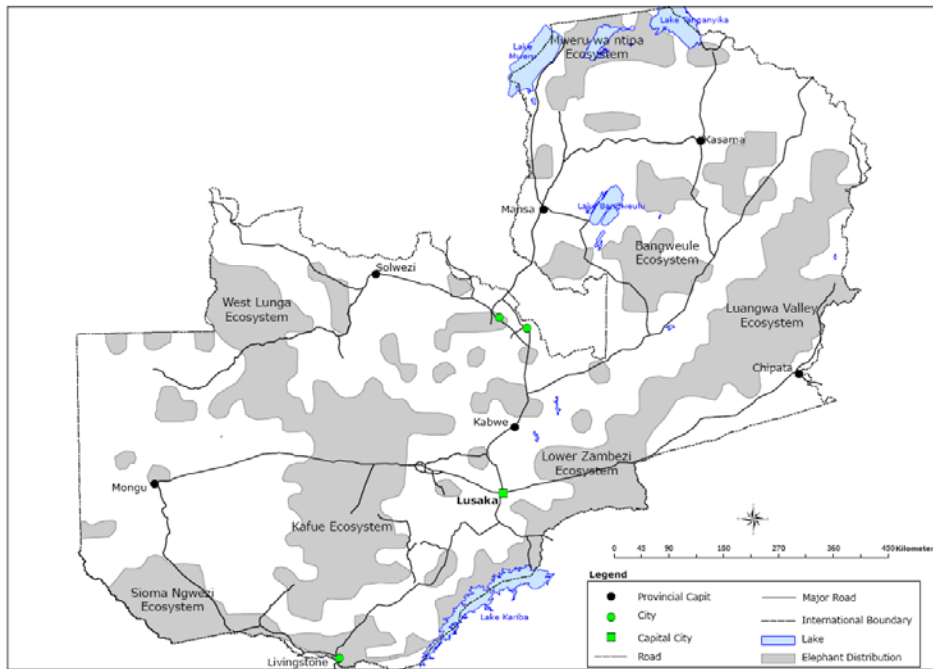 Lake Tanganyika
Lake
Mweru
Mweru wa ntipa
Ecosystem
Kasama
Mansa
Lake Bangweulu
Bangweule
Ecosystem
Solwezi
West Lunga
Ecosystem
Luangwa Valley
Ecosystem
Chipata
Kabwe
Lower Zambezi
Ecosystem
Mongu
Lusaka
Kafue Ecosystem
Sioma Ngwezi
Ecosystem
Lake Kariba
Livingstone
0 45 90 180 270 360 450 Kilometer
Legend
Provincial Capit
City
Capital City
Road
Major Road
International Boundary
Lake
Elephant Distribution